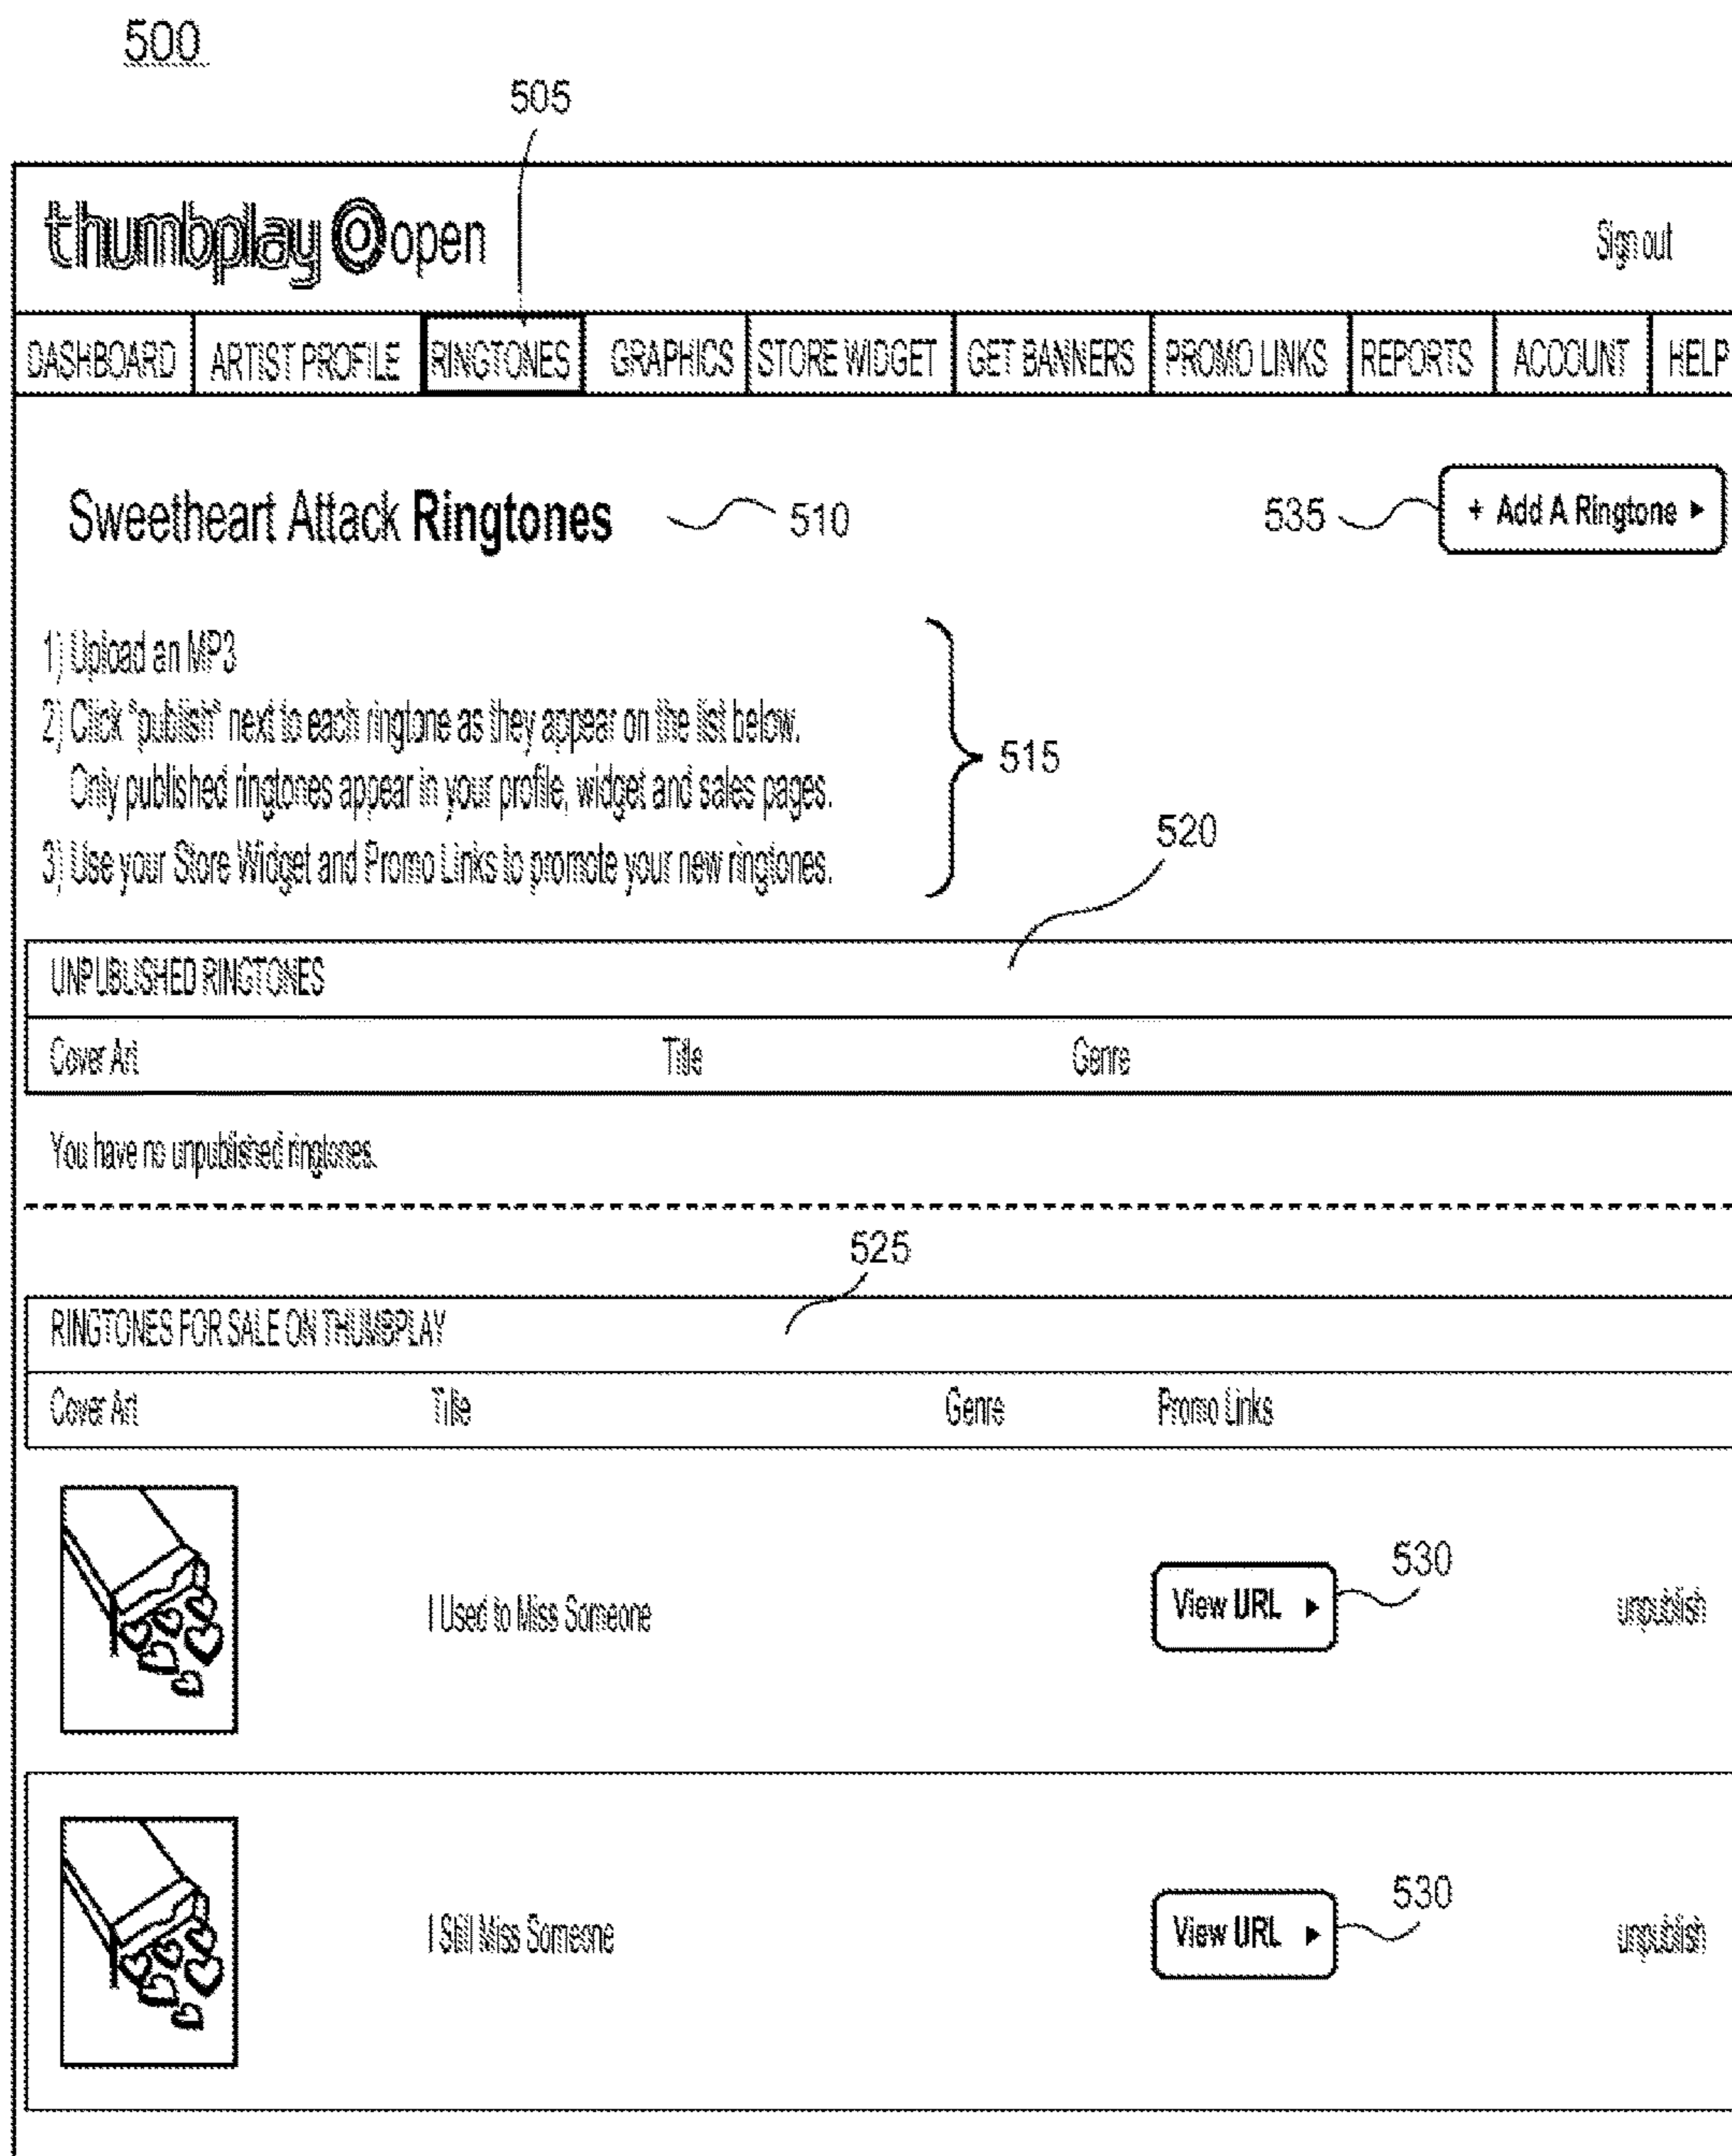 500
505
thumbplay open
Sign out
DASHBOARD ARTIST PROFILE RINGTONES GRAPHICS STORE WIDGET GET BANNERS PROMO LINKS REPORTS ACCOUNT HELP
Sweetheart Attack Ringtones 510 535 + Add A Ringtone
1) Upload an MP3
2) Click "publish" next to each ringtone as they appear on the list below.
Only published ringtones appear in your profile, widget and sales pages.
515
3) Use your Store Widget and Promo Links to promote your new ringtones.
520
UNPUBLISHED RINGTONES
Cover Art Title Genre
You have no unpublished ringtones.
525
RINGTONES FOR SALE ON THUMBPLAY
Cover Art Title Genre Promo Links
I Used to Miss Someone View URL 530 unpublish
I Still Miss Someone View URL 530 unpublish